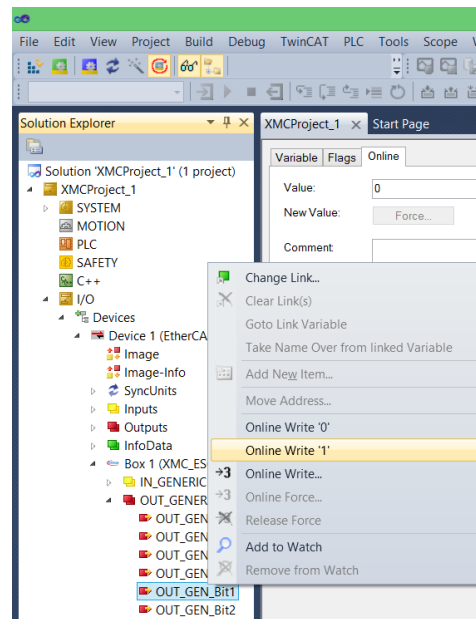 File Edit View Project Build Debug TwinCAT PLC Tools Scope
Solution Explorer
XMCProject_1 Start Page
Variable Flags Online
Solution 'XMCProject_1' (1 project)
XMCProject_1
SYSTEM
MOTION
PLC
SAFETY
C++
I/O
Devices
Device 1 (EtherCA
Image
Image-Info
SyncUnits
Inputs
Outputs
InfoData
Box 1 (XMC_ES
IN_GENERIC
OUT_GENER
OUT_GEN
OUT_GEN
OUT_GEN
OUT_GEN
OUT_GEN_Bit1
OUT_GEN_Bit2
Value: 0
New Value: Force...
Comment:
Change Link...
Clear Link(s)
Goto Link Variable
Take Name Over from linked Variable
Add New Item...
Move Address...
Online Write '0'
Online Write '1'
→3 Online Write...
→3 Online Force...
Release Force
Add to Watch
Remove from Watch